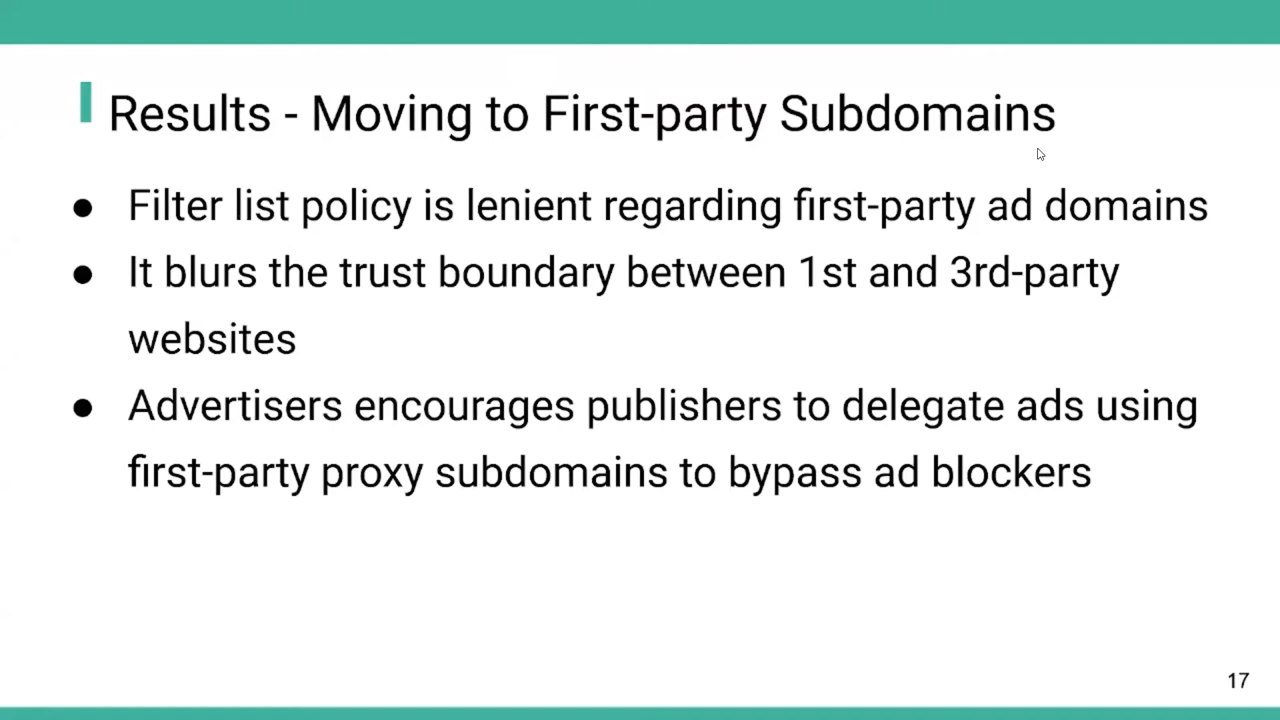 Results - Moving to First-party Subdomains
● Filter list policy is lenient regarding first-party ad domains
● It blurs the trust boundary between 1st and 3rd-party
websites
● Advertisers encourages publishers to delegate ads using
first-party proxy subdomains to bypass ad blockers
17